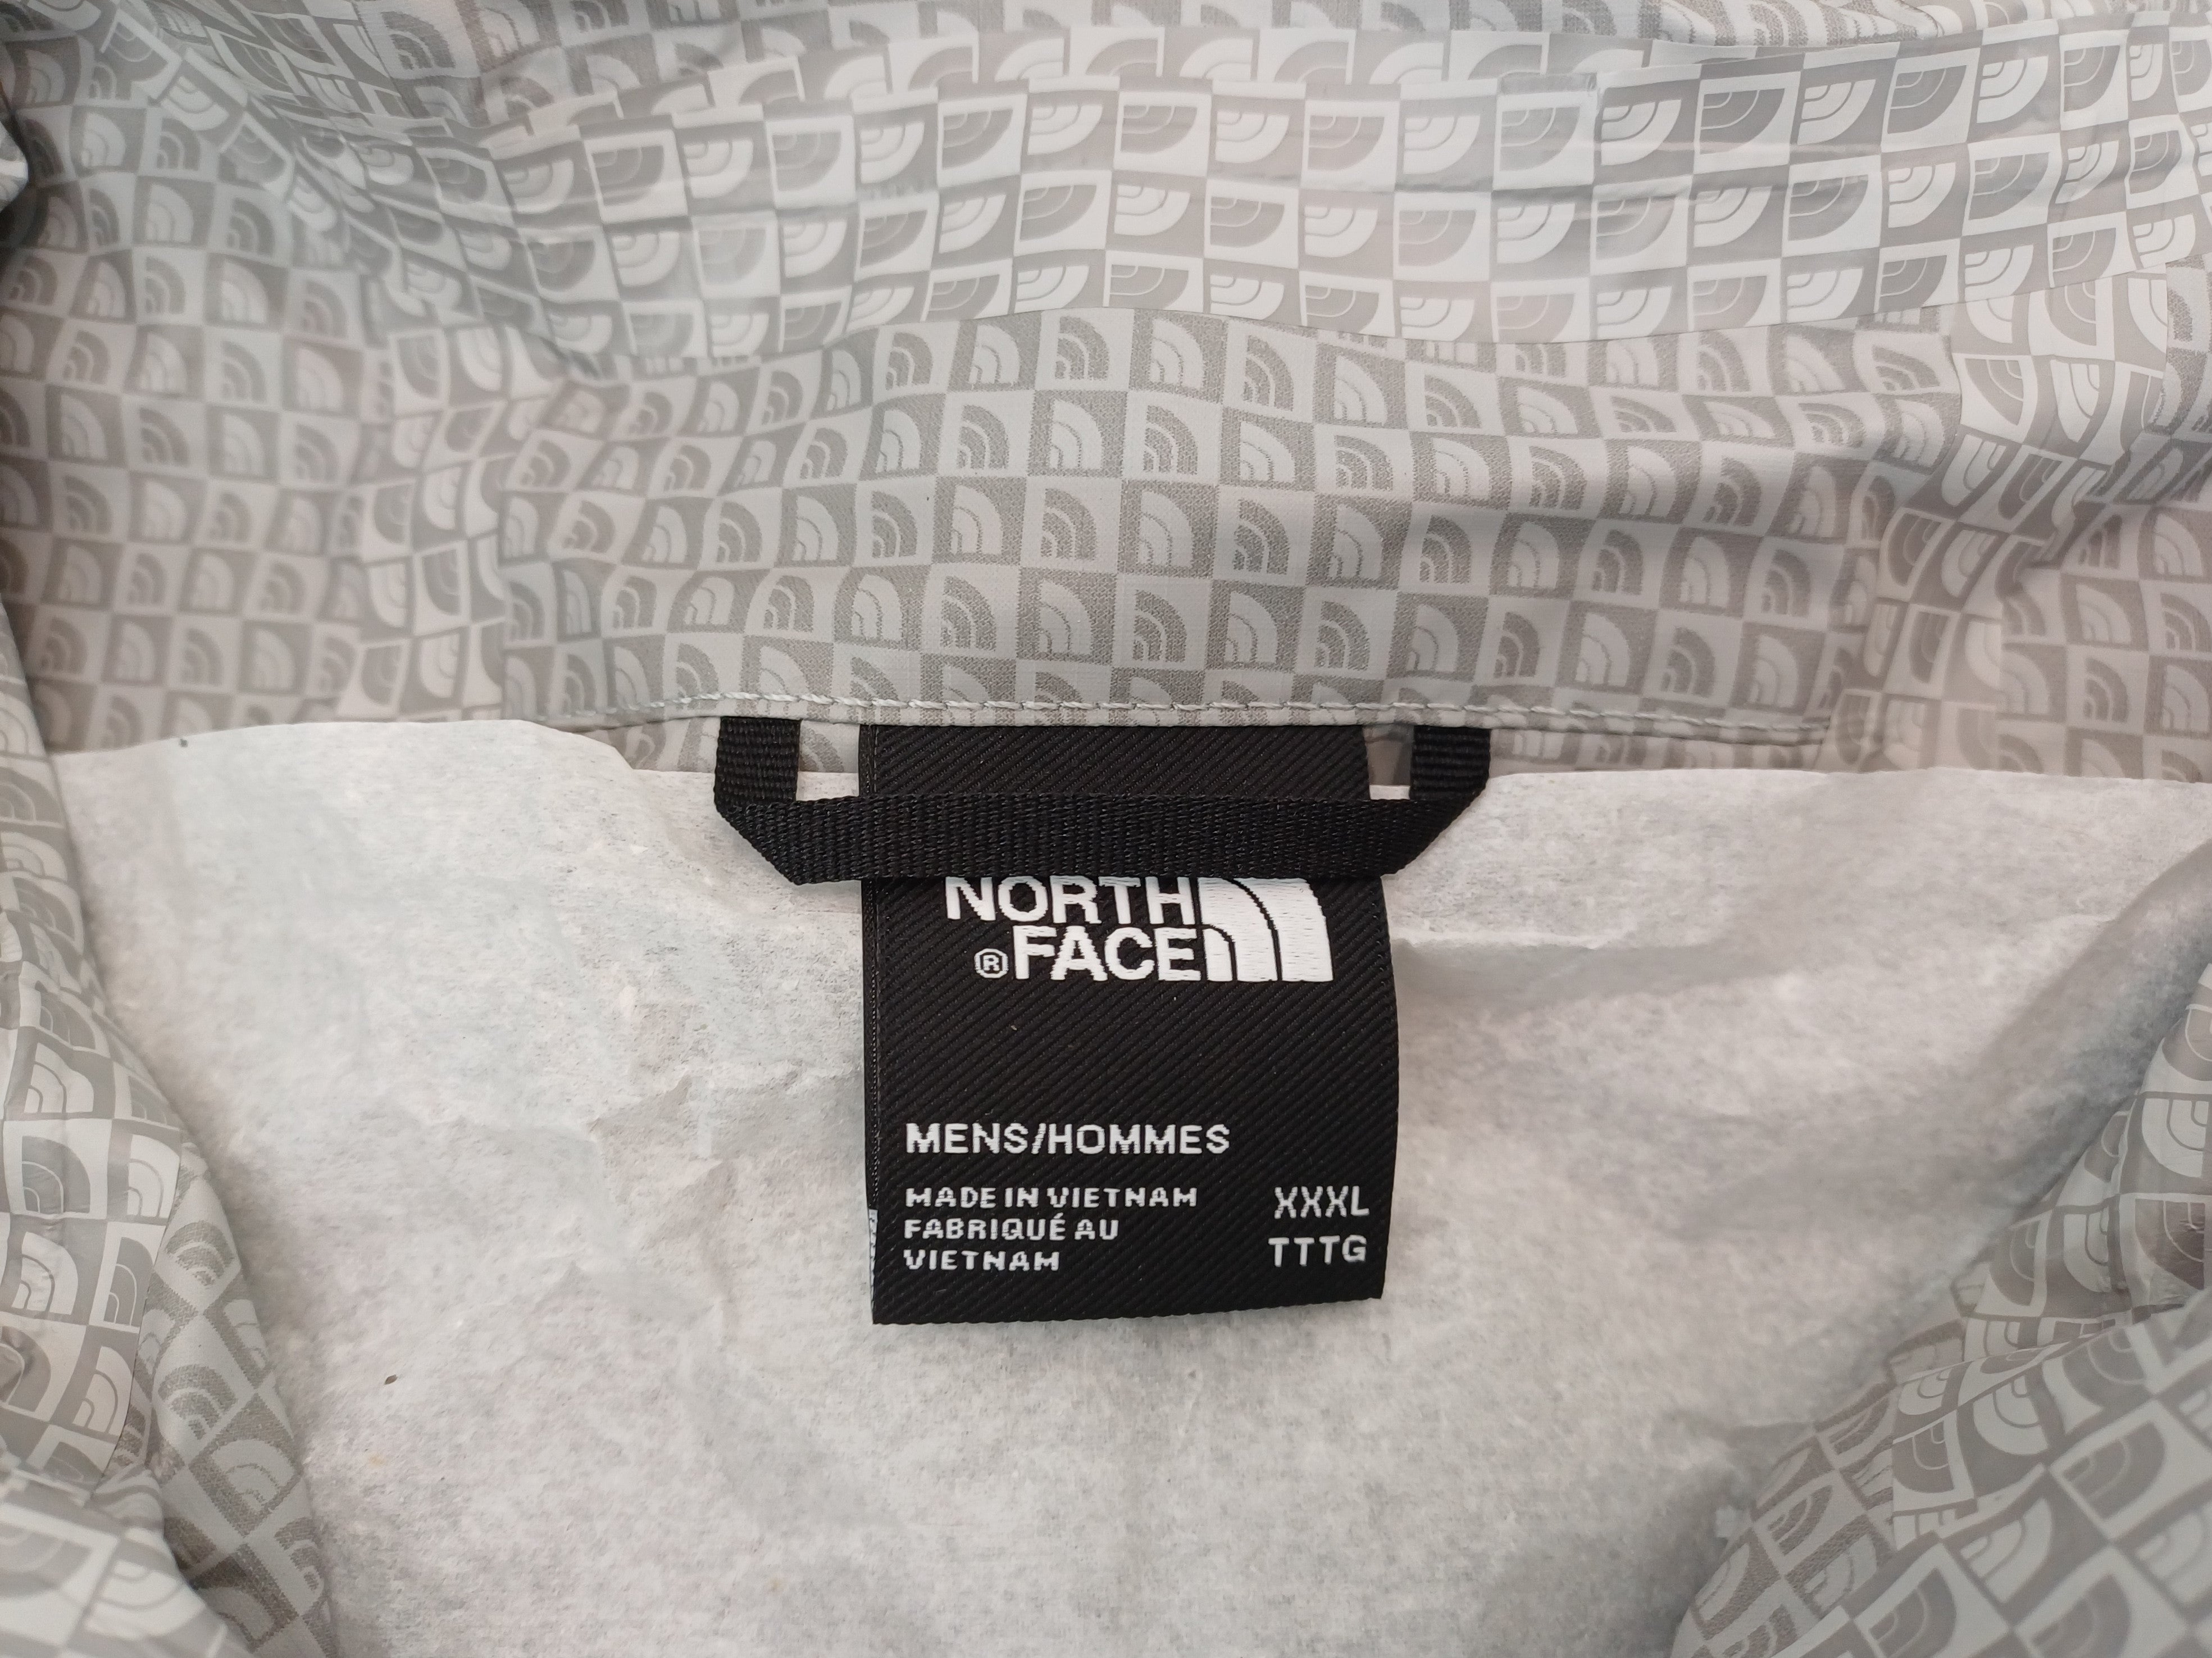 NORTH
®FACE
MENS/HOMMES
MADE IN VIETNAM
FABRIQUÉ AU
VIETNAM
XXXL
TTTG